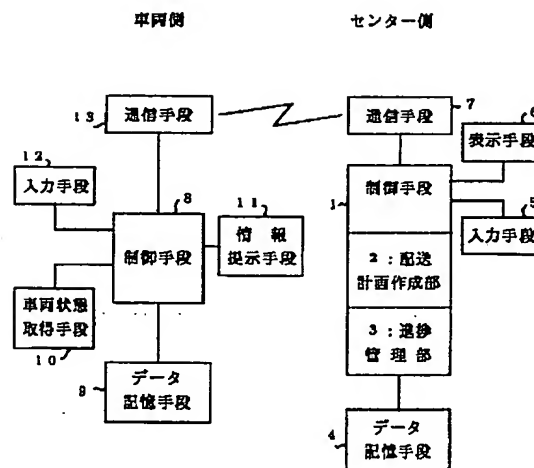 車両側
センター側
13
通信手段
7
通信手段
6
表示手段
12
入力手段
8
制御手段
11
情報
提示手段
1
制御手段
5
入力手段
2:配送
計画作成部
3:進捗
管理部
車両状態
取得手段
10
9
データ
記憶手段
4
データ
記憶手段